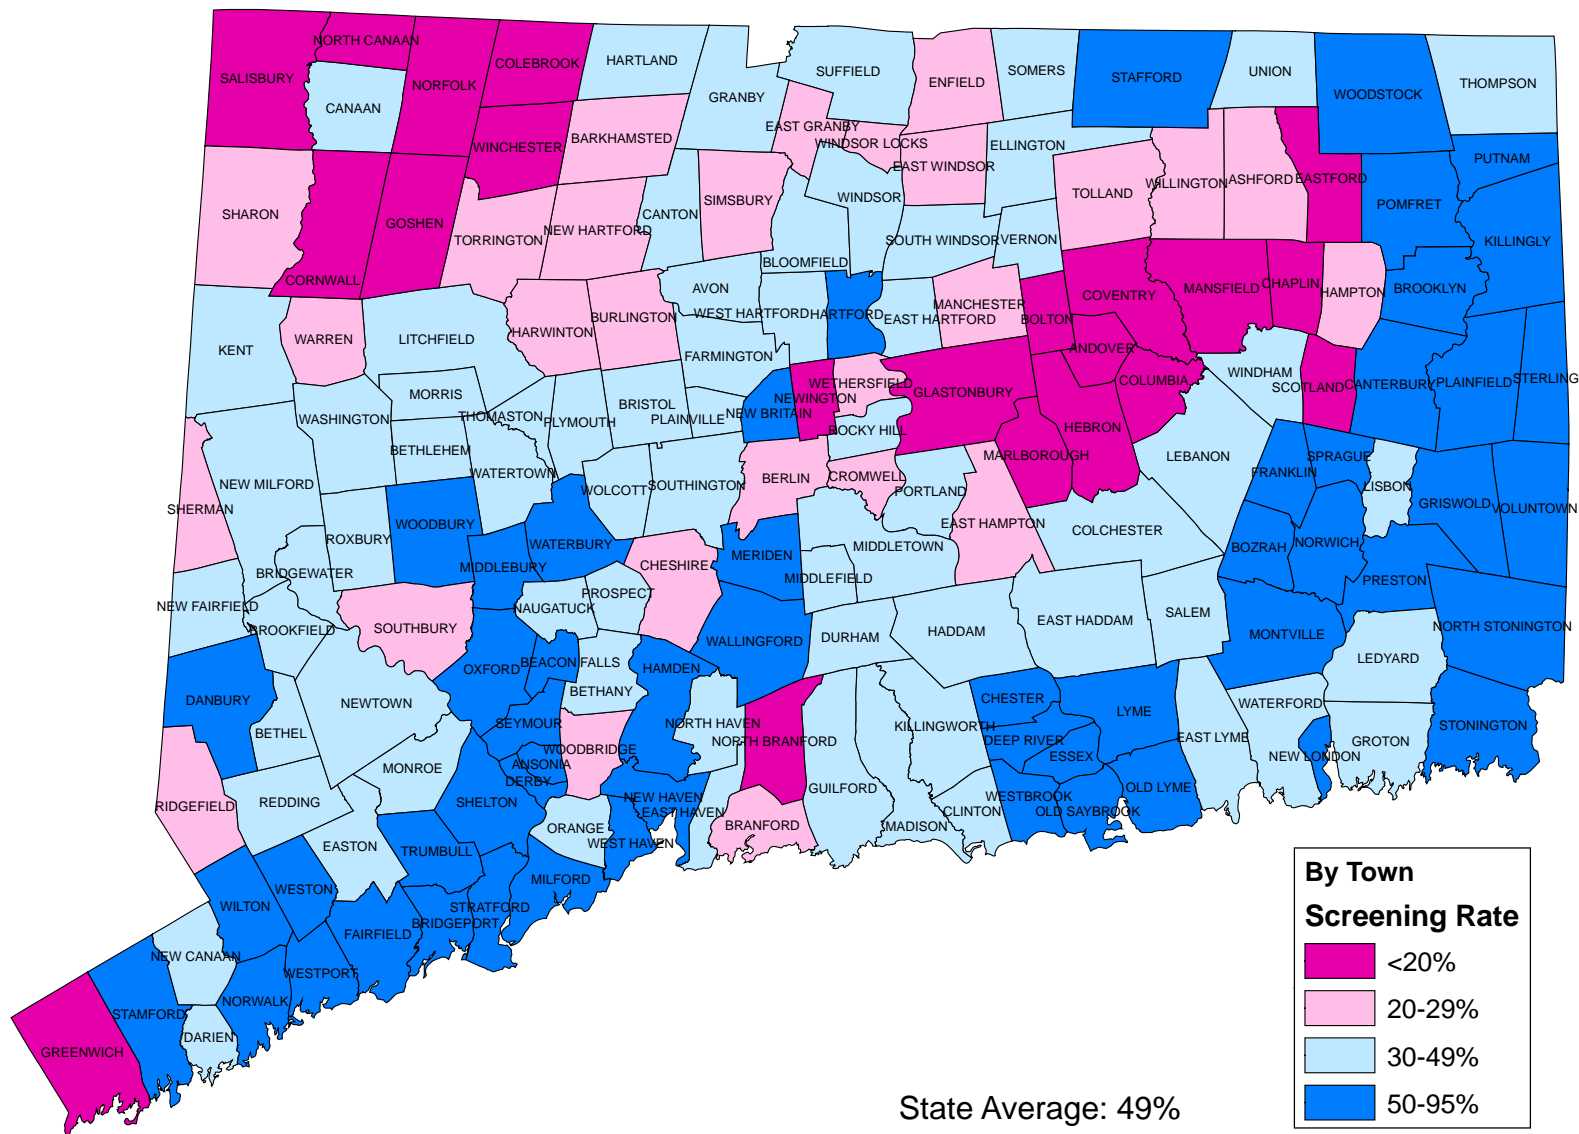 NORTH CANAAN
SALISBURY
NORFOLK
COLEBROOK
CANAAN
HARTLAND
GRANBY
SUFFIELD
ENFIELD
SOMERS
STAFFORD
UNION
WOODSTOCK
THOMPSON
WINCHESTER
BARKHAMSTED
EAST GRANBY
WINDSOR LOCKS
EAST WINDSOR
ELLINGTON
TOLLAND
WILLINGTON
ASHFORD
EASTFORD
PUTNAM
POMFRET
KILLINGLY
SHARON
CORNWALL
GOSHEN
TORRINGTON
NEW HARTFORD
CANTON
SIMSBURY
BLOOMFIELD
WINDSOR
SOUTH WINDSOR
VERNON
COVENTRY
MANSFIELD
CHAPLIN
HAMPTON
BROOKLYN
KENT
WARREN
LITCHFIELD
HARWINTON
BURLINGTON
AVON
WEST HARTFORD
HARTFORD
EAST HARTFORD
MANCHESTER
BOLTON
ANDOVER
COLUMBIA
WINDHAM
SCOTLAND
CANTERBURY
PLAINFIELD
STERLING
WASHINGTON
MORRIS
THOMASTON
PLYMOUTH
BRISTOL
PLAINVILLE
FARMINGTON
NEW BRITAIN
NEWINGTON
WETHERSFIELD
GLASTONBURY
ROCKY HILL
HEBRON
MARLBOROUGH
LEBANON
FRANKLIN
SPRAGUE
LISBON
GRISWOLD
VOLUNTOWN
SHERMAN
NEW MILFORD
BETHLEHEM
WATERTOWN
WOLCOTT
SOUTHINGTON
BERLIN
CROMWELL
PORTLAND
EAST HAMPTON
COLCHESTER
BOZRAH
NORWICH
PRESTON
ROXBURY
WOODBURY
BRIDGEWATER
MIDDLEBURY
WATERBURY
CHESHIRE
MERIDEN
MIDDLEFIELD
MIDDLETOWN
NEW FAIRFIELD
BROOKFIELD
SOUTHBURY
NAUGATUCK
PROSPECT
WALLINGFORD
DURHAM
HADDAM
EAST HADDAM
SALEM
MONTVILLE
LEDYARD
NORTH STONINGTON
DANBURY
NEWTOWN
OXFORD
BEACON
FALLS
BETHANY
HAMDEN
BETHEL
SEYMOUR
WOODBRIDGE
NORTH HAVEN
NORTH BRANFORD
KILLINGWORTH
CHESTER
DEEP RIVER
ESSEX
LYME
EAST LYME
WATERFORD
NEW LONDON
GROTON
STONINGTON
RIDGEFIELD
REDDING
MONROE
ANSONIA
DERBY
SHELTON
ORANGE
NEW HAVEN
EAST HAVEN
WEST HAVEN
BRANFORD
GUILFORD
MADISON
CLINTON
WESTBROOK
OLD SAYBROOK
OLD LYME
EASTON
TRUMBULL
MILFORD
WESTON
WILTON
STRATFORD
BRIDGEPORT
FAIRFIELD
NEW CANAAN
WESTPORT
NORWALK
STAMFORD
DARIEN
GREENWICH
By Town
Screening Rate
<20%
20-29%
30-49%
50-95%
State Average: 49%